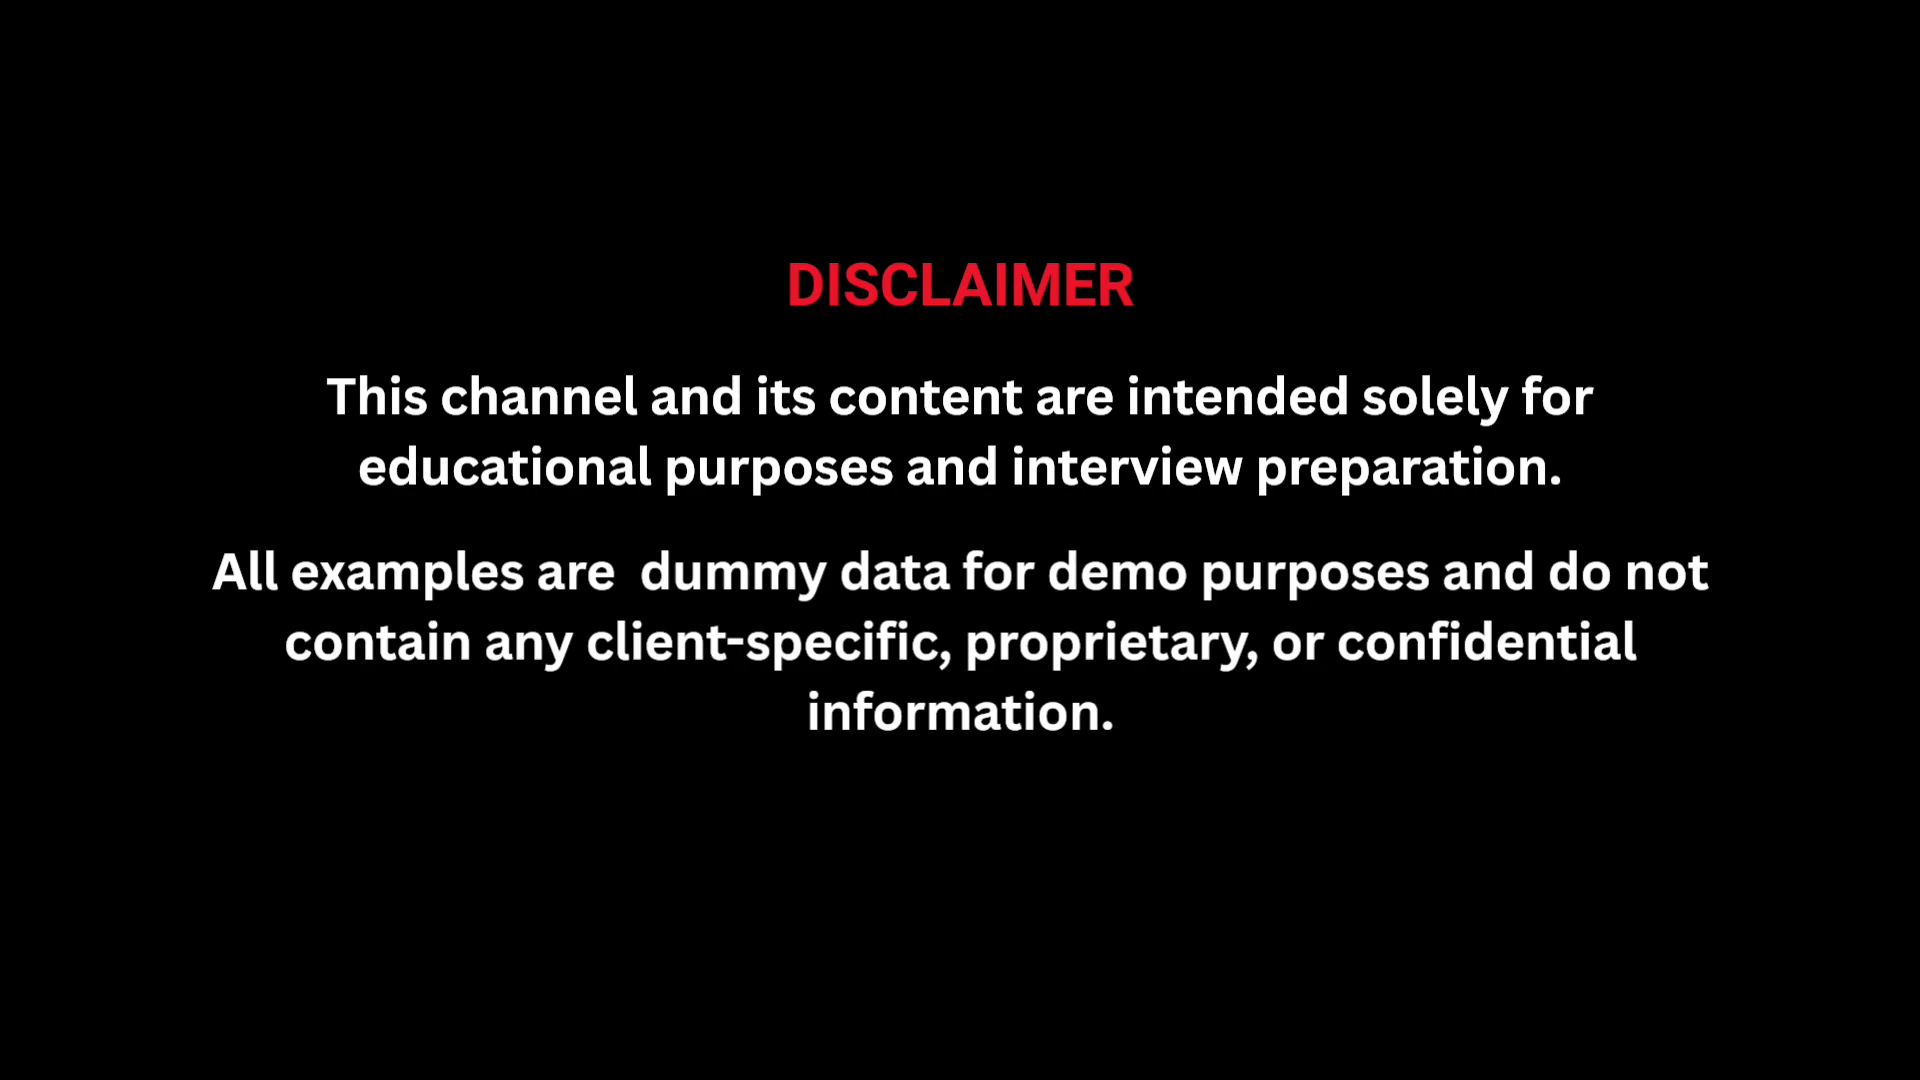 DISCLAIMER
This channel and its content are intended solely for
educational purposes and interview preparation.
All examples are  dummy data for demo purposes and do not
contain any client-specific, proprietary, or confidential
information.